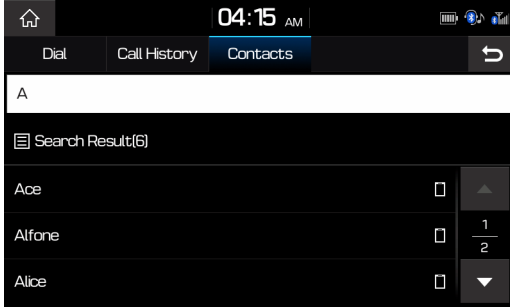 04:15 AM
Dial Call History Contacts
A
Search Result(6)
Ace
Alfone
1
2
Alice